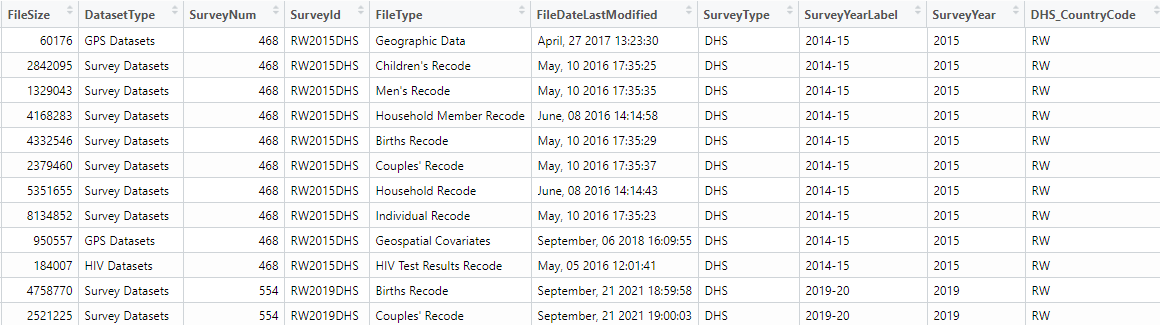 FileSize DatasetType SurveyNum SurveyId FileType FileDateLastModified SurveyType SurveyYearLabel SurveyYear DHS_CountryCode
60176 GPS Datasets 468 RW2015DHS Geographic Data April, 27 2017 13:23:30 DHS 2014-15 2015 RW
2842095 Survey Datasets 468 RW2015DHS Children's Recode May, 10 2016 17:35:25 DHS 2014-15 2015 RW
1329043 Survey Datasets 468 RW2015DHS Men's Recode May, 10 2016 17:35:35 DHS 2014-15 2015 RW
4168283 Survey Datasets 468 RW2015DHS Household Member Recode June, 08 2016 14:14:58 DHS 2014-15 2015 RW
4332546 Survey Datasets 468 RW2015DHS Births Recode May, 10 2016 17:35:29 DHS 2014-15 2015 RW
2379460 Survey Datasets 468 RW2015DHS Couples' Recode May, 10 2016 17:35:37 DHS 2014-15 2015 RW
5351655 Survey Datasets 468 RW2015DHS Household Recode June, 08 2016 14:14:43 DHS 2014-15 2015 RW
8134852 Survey Datasets 468 RW2015DHS Individual Recode May, 10 2016 17:35:23 DHS 2014-15 2015 RW
950557 GPS Datasets 468 RW2015DHS Geospatial Covariates September, 06 2018 16:09:55 DHS 2014-15 2015 RW
184007 HIV Datasets 468 RW2015DHS HIV Test Results Recode May, 05 2016 12:01:41 DHS 2014-15 2015 RW
4758770 Survey Datasets 554 RW2019DHS Births Recode September, 21 2021 18:59:58 DHS 2019-20 2019 RW
2521225 Survey Datasets 554 RW2019DHS Couples' Recode September, 21 2021 19:00:03 DHS 2019-20 2019 RW